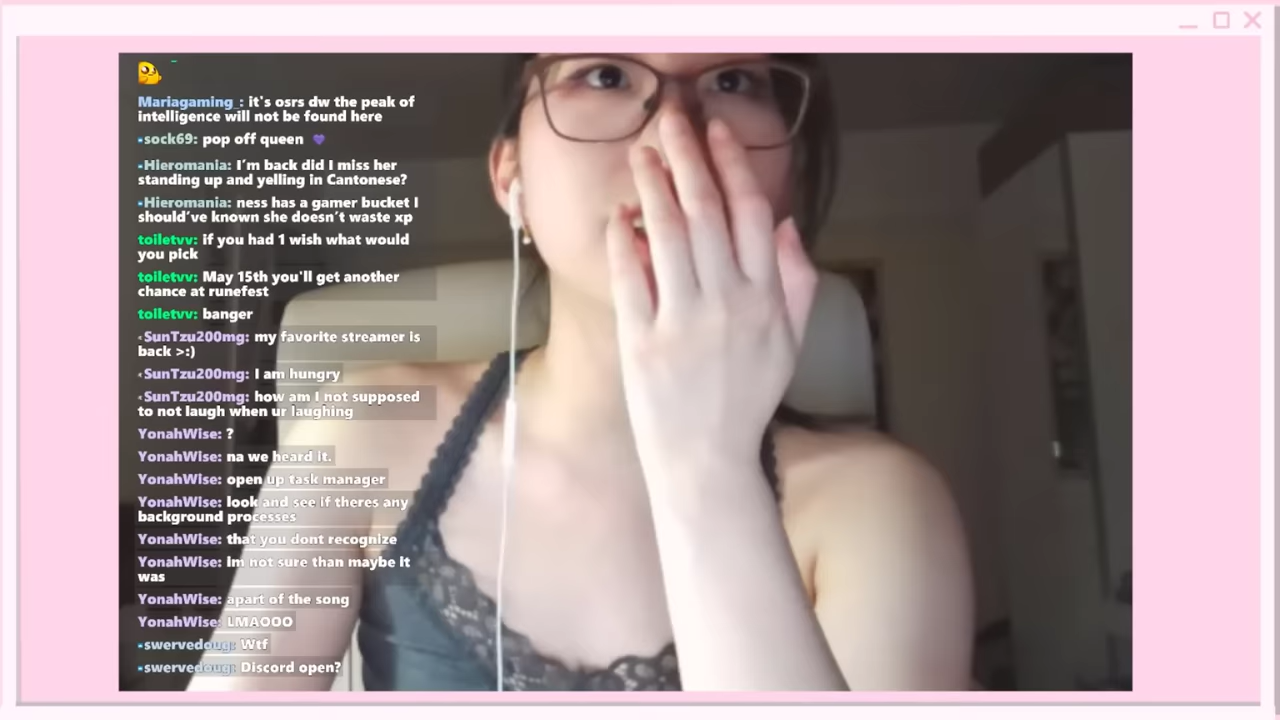 Mariagaming_: it's osrs dw the peak of
intelligence will not be found here
sock69: pop off queen
Hieromania: I'm back did I miss her
standing up and yelling in Cantonese?
Hieromania: ness has a gamer bucket I
should've known she doesn't waste xp
toiletvv: if you had 1 wish what would
you pick
toiletvv: May 15th you'll get another
chance at runefest
toiletvv: banger
SunTzu200mg: my favorite streamer is
back >:)
SunTzu200mg: I am hungry
SunTzu200mg: how am I not supposed
to not laugh when ur laughing
YonahWise: ?
YonahWise: na we heard it.
YonahWise: open up task manager
YonahWise: look and see if theres any
background processes
YonahWise: that you dont recognize
YonahWise: Im not sure than maybe it
was
YonahWise: apart of the song
YonahWise: LMAOOO
swervedoug: Wtf
swervedoug: Discord open?